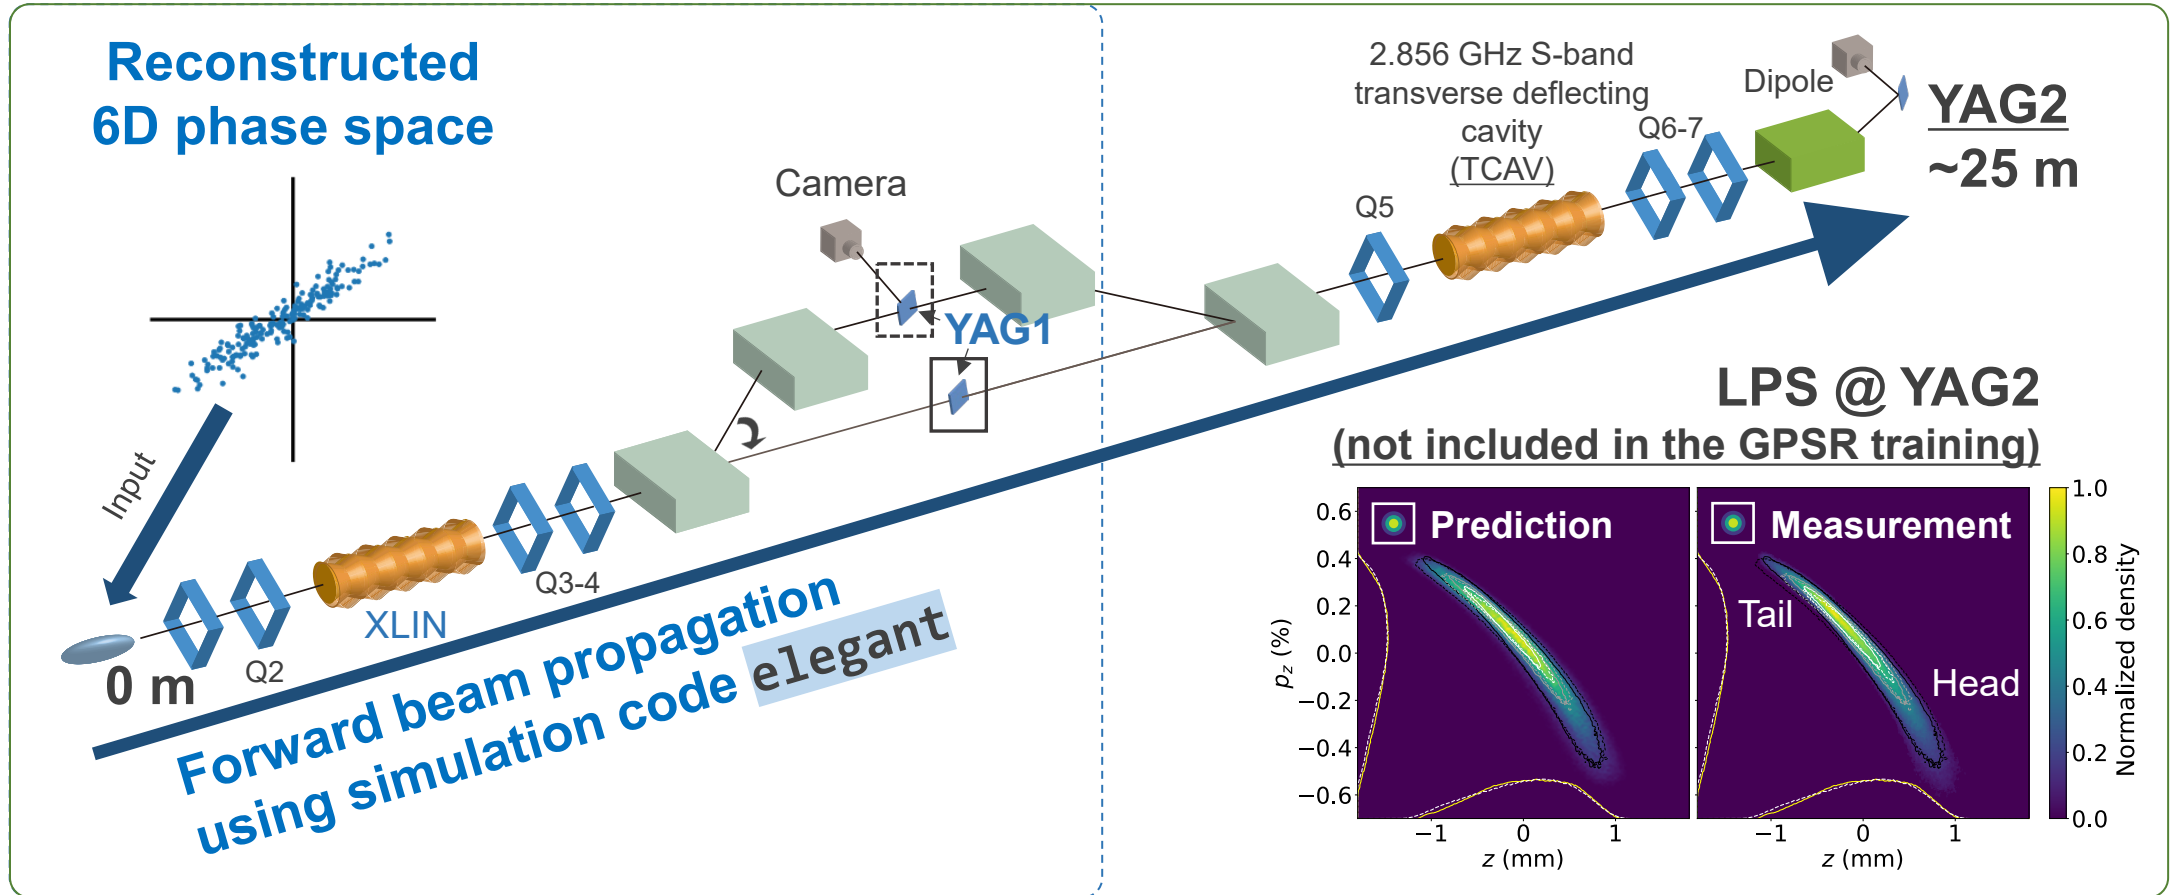 Reconstructed
6D phase space
Input
0 m
Q2
XLIN
Q3-4
Camera
YAG1
Forward beam propagation
using simulation code elegant
2.856 GHz S-band
transverse deflecting
cavity
(TCAV)
Q5
Q6-7
Dipole
YAG2
~25 m
LPS @ YAG2
(not included in the GPSR training)
Prediction
0.6
0.4
0.2
0.0
−0.2
−0.4
−0.6
p_z (%)
−1
0
1
z (mm)
Measurement
Tail
Head
−1
0
1
z (mm)
1.0
0.8
0.6
0.4
0.2
0.0
Normalized density